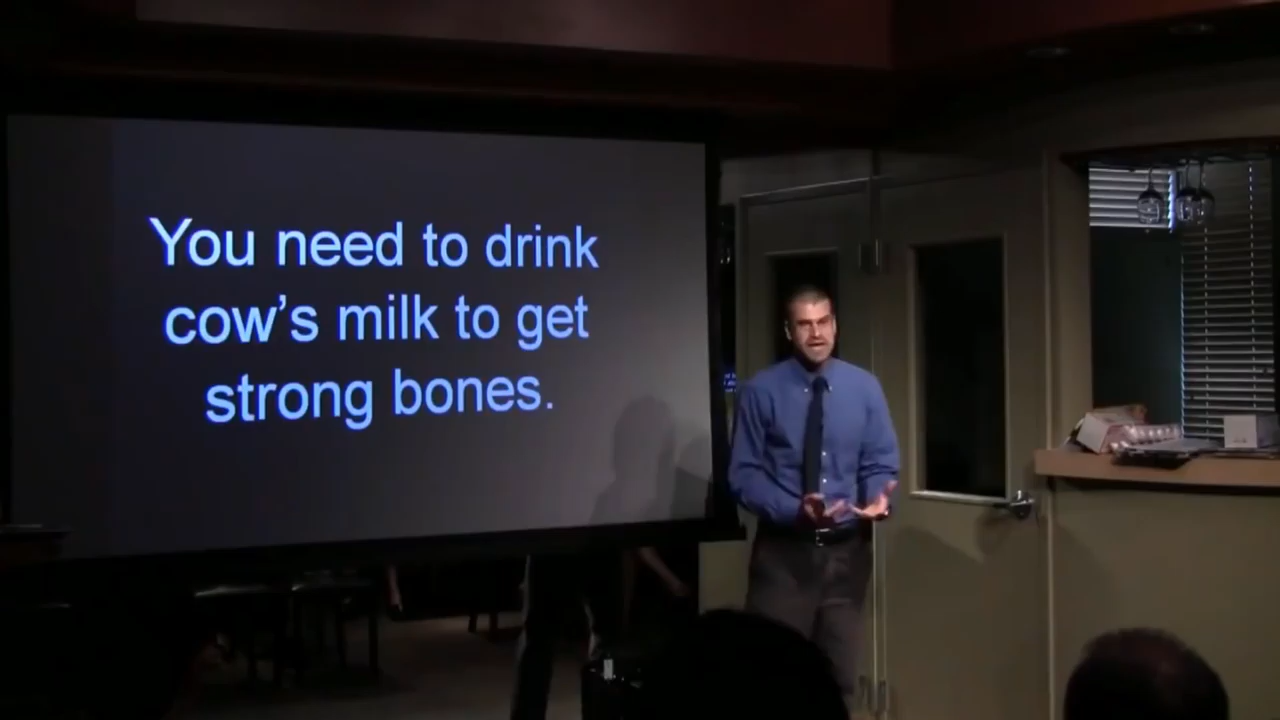 You need to drink
cow's milk to get
strong bones.